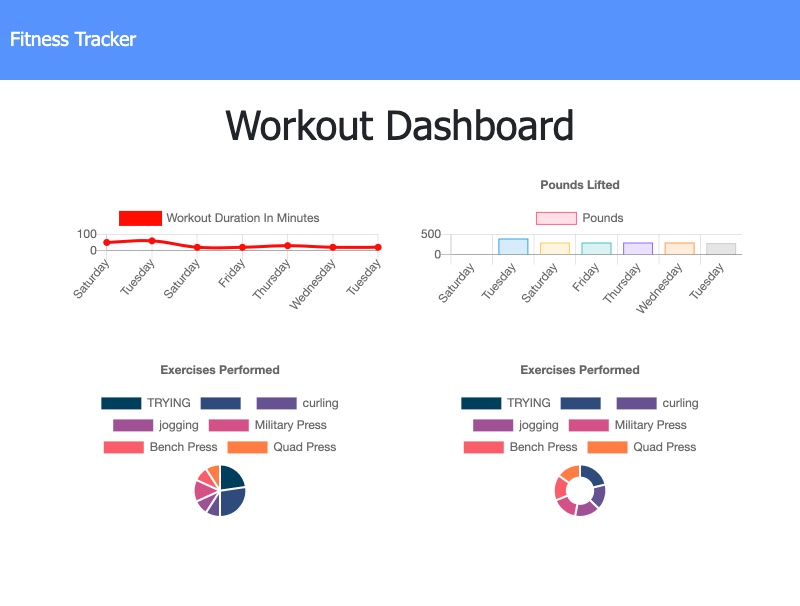 Fitness Tracker
Workout Dashboard
Workout Duration In Minutes
100
0
Saturday
Tuesday
Saturday
Friday
Thursday
Wednesday
Tuesday
Pounds Lifted
Pounds
500
0
Saturday
Tuesday
Saturday
Friday
Thursday
Wednesday
Tuesday
Exercises Performed
TRYING curling
jogging Military Press
Bench Press Quad Press
Exercises Performed
TRYING curling
jogging Military Press
Bench Press Quad Press